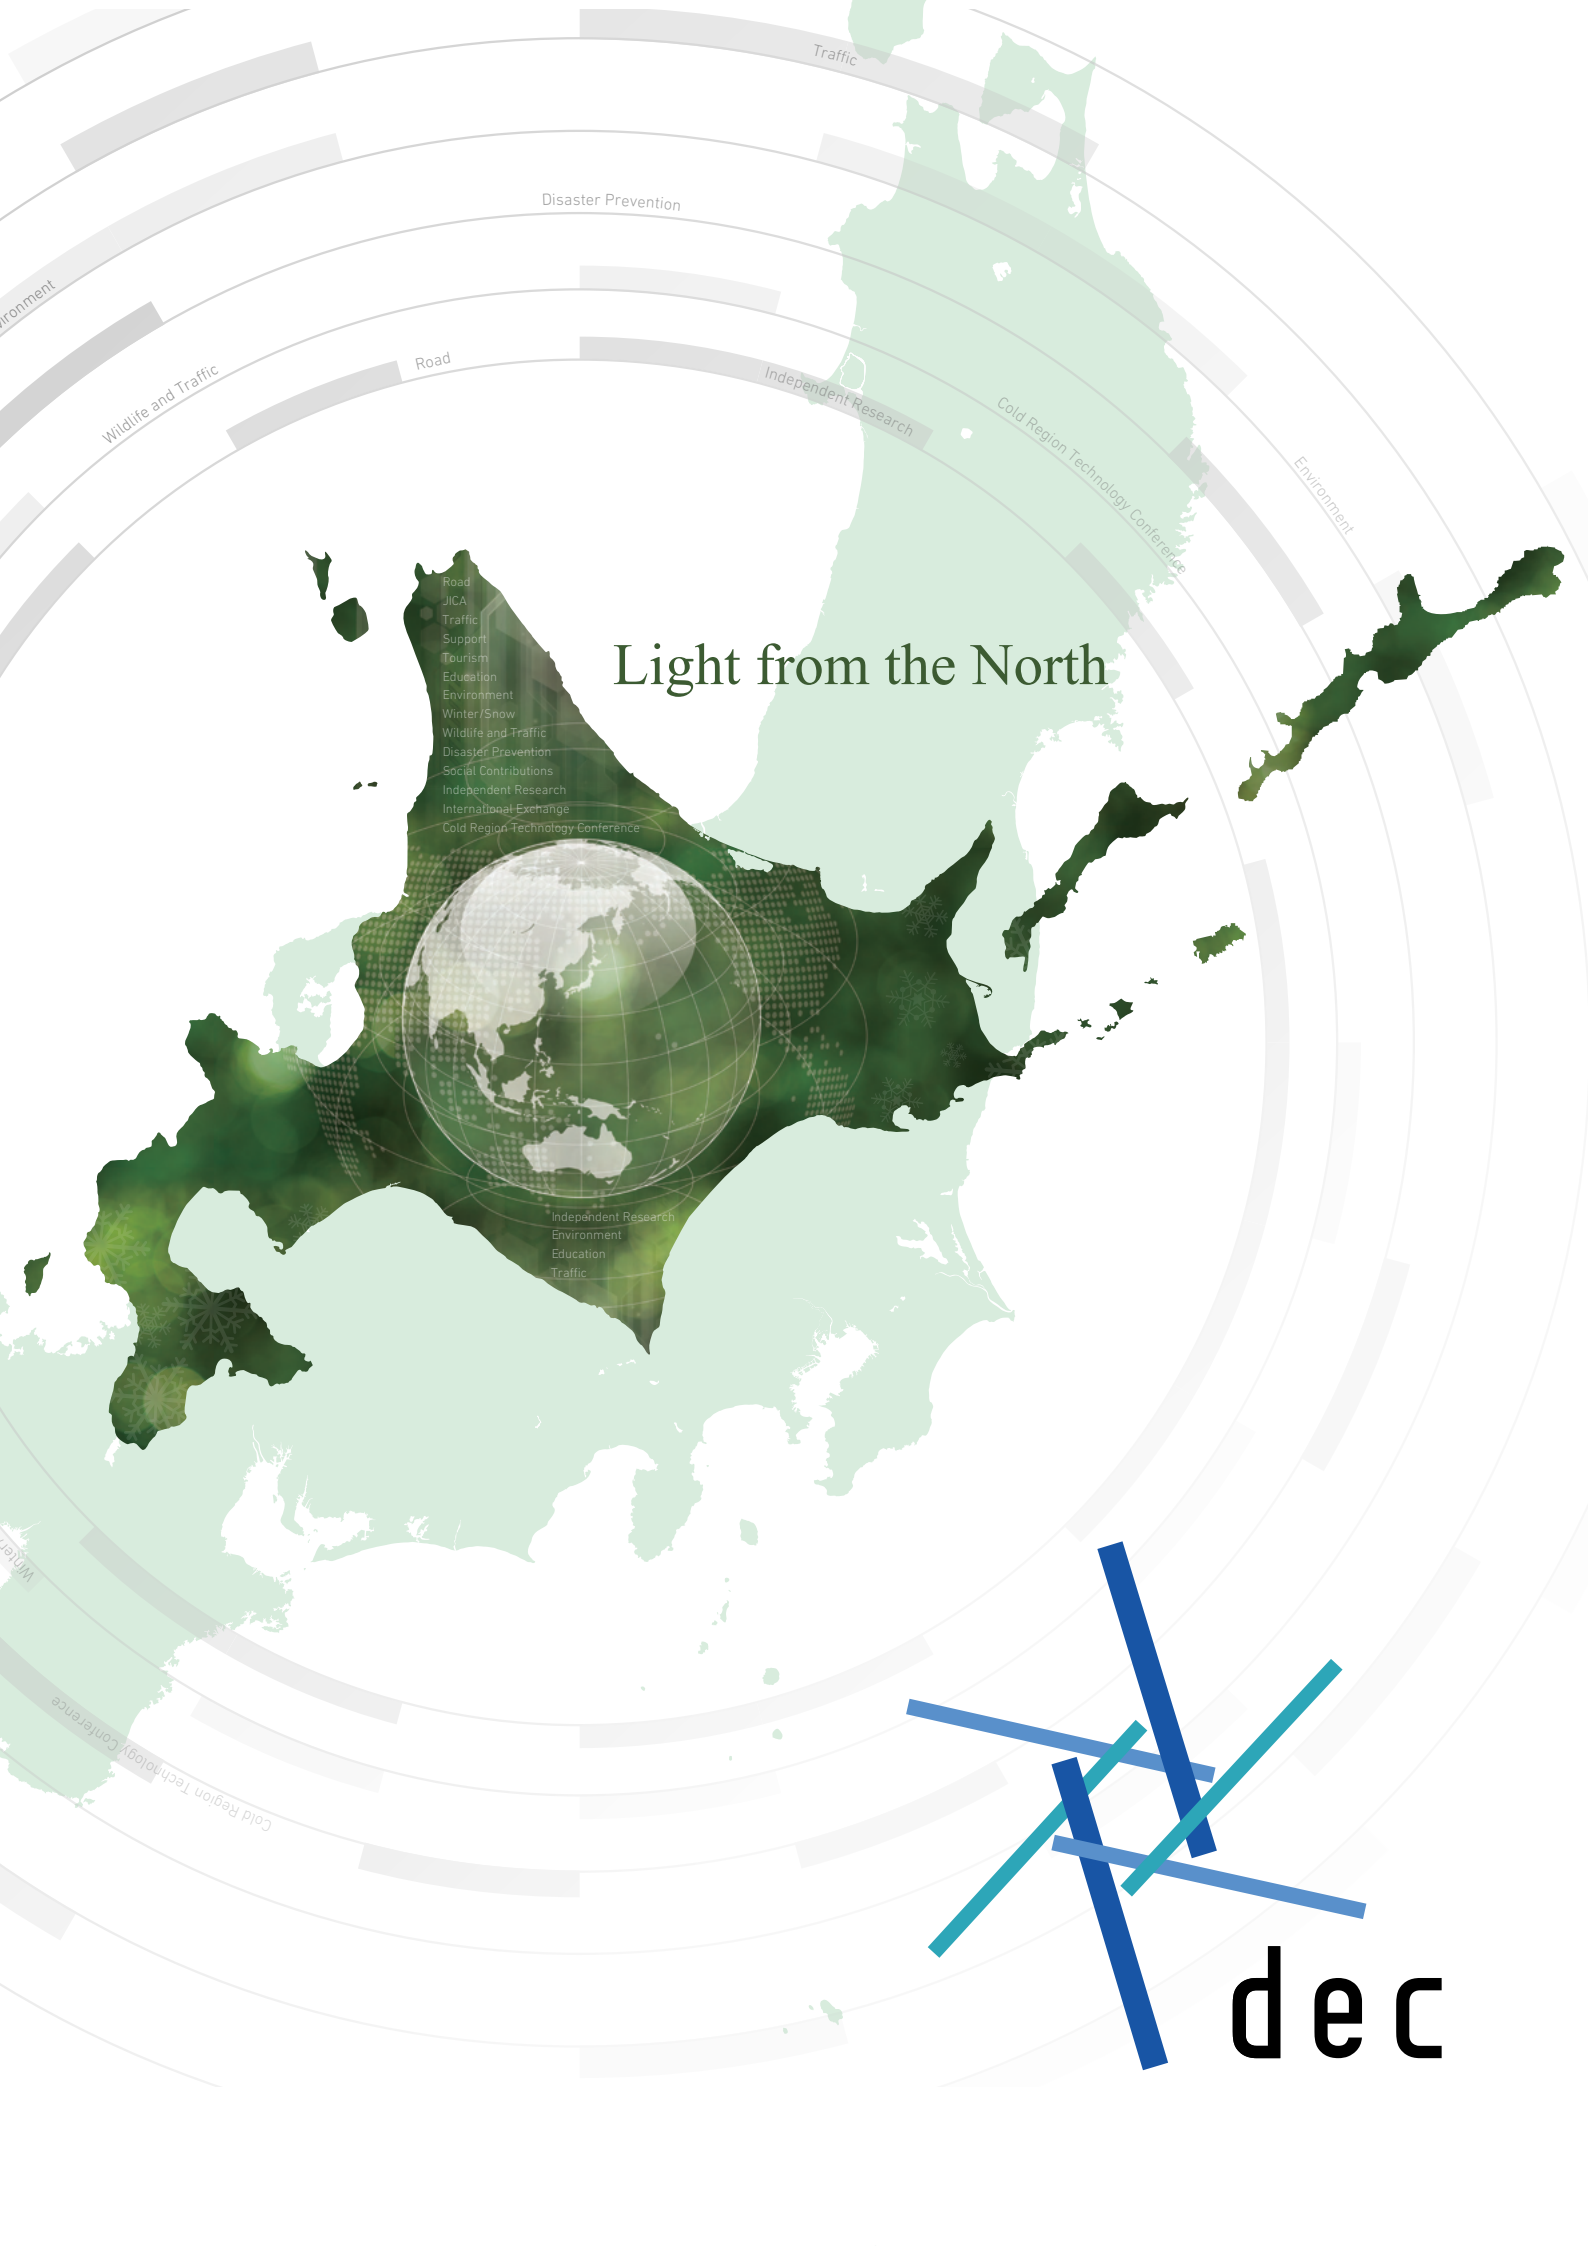 Traffic
Disaster Prevention
Road
Wildlife and Traffic
Independent Research
Cold Region Technology Conference
Environment
Road
JICA
Traffic
Support
Tourism
Education
Environment
Winter/Snow
Wildlife and Traffic
Disaster Prevention
Social Contributions
Independent Research
International Exchange
Cold Region Technology Conference
Light from the North
Independent Research
Environment
Education
Traffic
Cold Region Technology Conference
dec